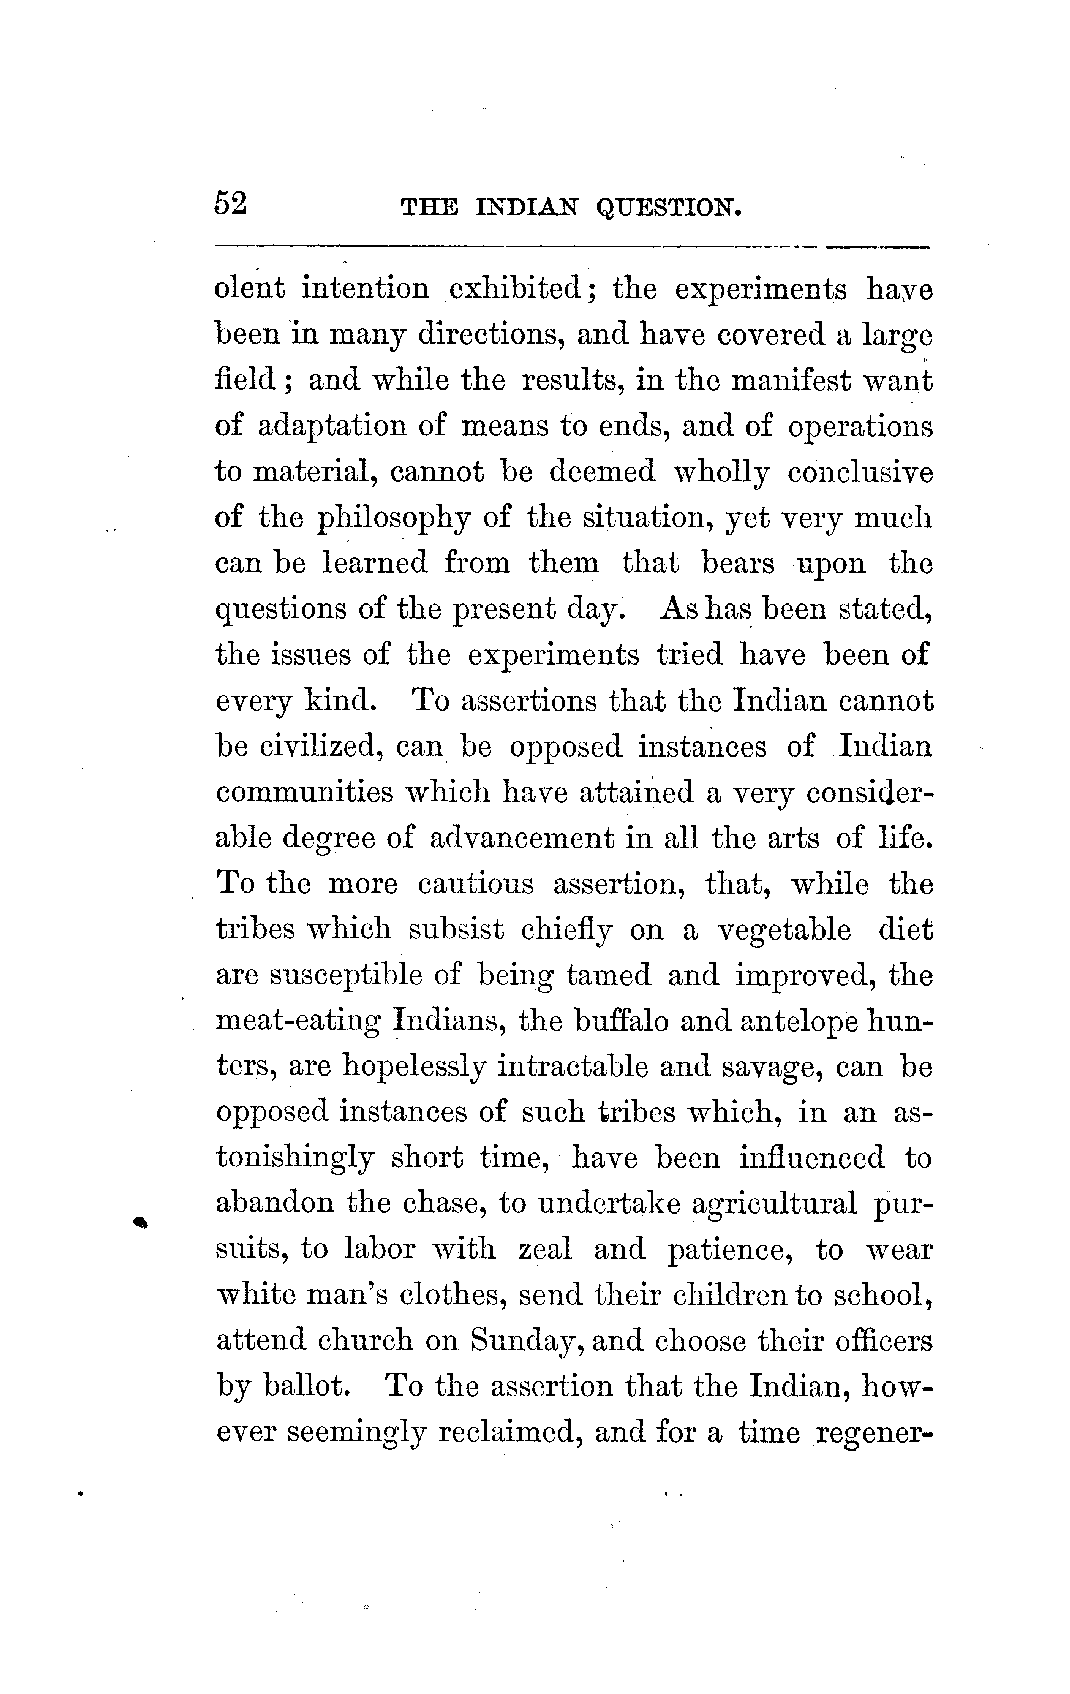 52 THE INDIAN QUESTION.
olent intention exhibited; the experiments have
been in many directions, and have covered a large
field; and while the results, in the manifest want
of adaptation of means to ends, and of operations
to material, cannot be deemed wholly conclusive
of the philosophy of the situation, yet very much
can be learned from them that bears upon the
questions of the present day. As has been stated,
the issues of the experiments tried have been of
every kind. To assertions that the Indian cannot
be civilized, can be opposed instances of Indian
communities which have attained a very consider-
able degree of advancement in all the arts of life.
To the more cautious assertion, that, while the
tribes which subsist chiefly on a vegetable diet
are susceptible of being tamed and improved, the
meat-eating Indians, the buffalo and antelope hun-
ters, are hopelessly intractable and savage, can be
opposed instances of such tribes which, in an as-
tonishingly short time, have been influenced to
abandon the chase, to undertake agricultural pur-
suits, to labor with zeal and patience, to wear
white man's clothes, send their children to school,
attend church on Sunday, and choose their officers
by ballot. To the assertion that the Indian, how-
ever seemingly reclaimed, and for a time regener-